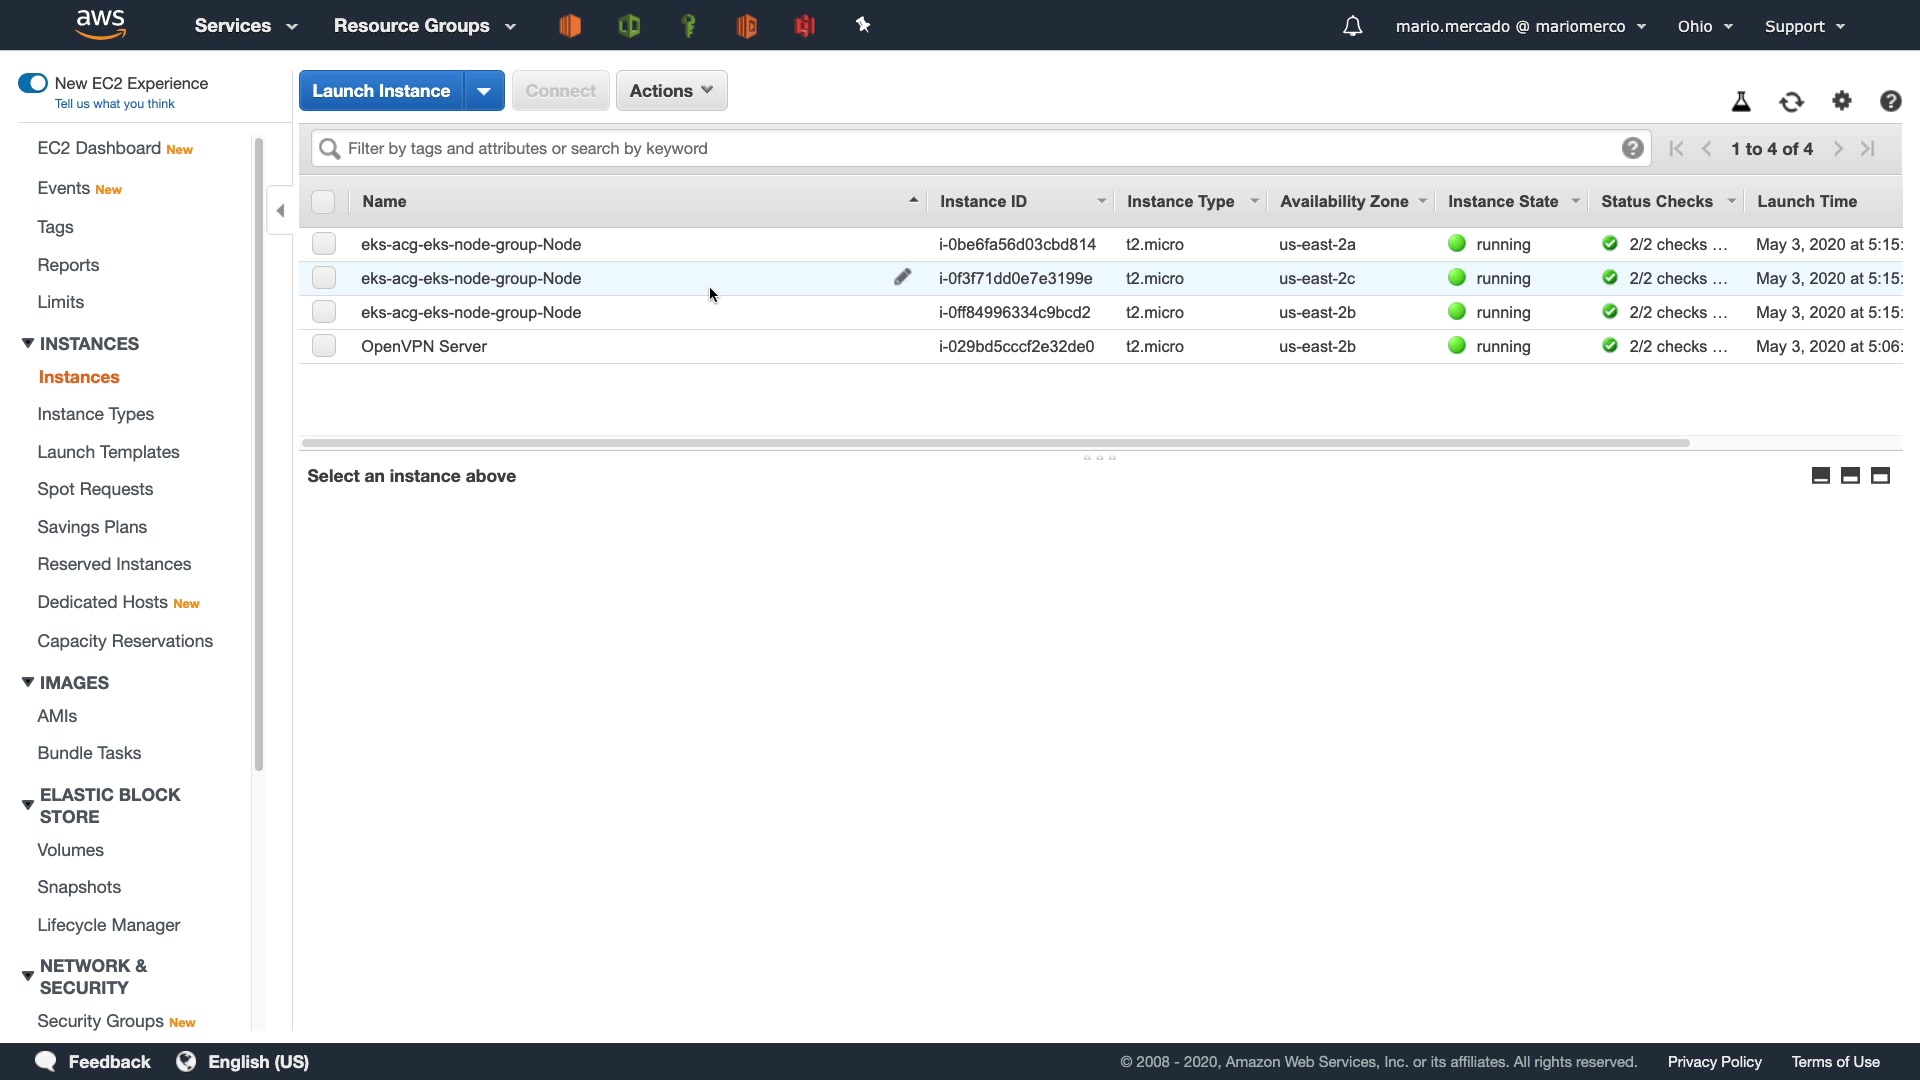 aws Services Resource Groups mario.mercado @ mariomerco Ohio Support
New EC2 Experience
Tell us what you think
EC2 Dashboard New
Events New
Tags
Reports
Limits
INSTANCES
Instances
Instance Types
Launch Templates
Spot Requests
Savings Plans
Reserved Instances
Dedicated Hosts New
Capacity Reservations
IMAGES
AMIs
Bundle Tasks
ELASTIC BLOCK
STORE
Volumes
Snapshots
Lifecycle Manager
NETWORK &
SECURITY
Security Groups New
Launch Instance Connect Actions
Filter by tags and attributes or search by keyword 1 to 4 of 4
Name Instance ID Instance Type Availability Zone Instance State Status Checks Launch Time
eks-acg-eks-node-group-Node i-0be6fa56d03cbd814 t2.micro us-east-2a running 2/2 checks ... May 3, 2020 at 5:15:
eks-acg-eks-node-group-Node i-0f3f71dd0e7e3199e t2.micro us-east-2c running 2/2 checks ... May 3, 2020 at 5:15:
eks-acg-eks-node-group-Node i-0ff84996334c9bcd2 t2.micro us-east-2b running 2/2 checks ... May 3, 2020 at 5:15:
OpenVPN Server i-029bd5cccf2e32de0 t2.micro us-east-2b running 2/2 checks ... May 3, 2020 at 5:06:
Select an instance above
Feedback English (US) © 2008 - 2020, Amazon Web Services, Inc. or its affiliates. All rights reserved. Privacy Policy Terms of Use